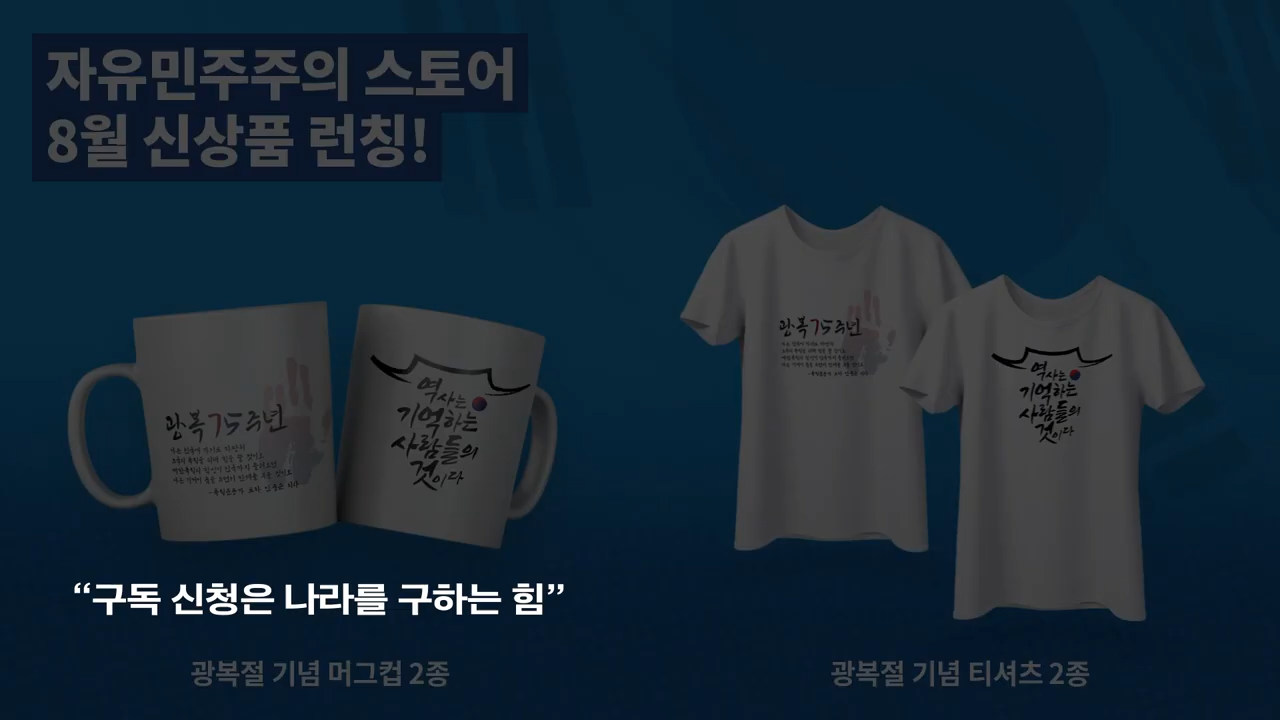 자유민주주의 스토어
8월 신상품 런칭!
광복75주년
역사는
기억하는
사람들의
것이다
광복75주년
역사는
기억하는
사람들의
것이다
“구독 신청은 나라를 구하는 힘”
광복절 기념 머그컵 2종
광복절 기념 티셔츠 2종